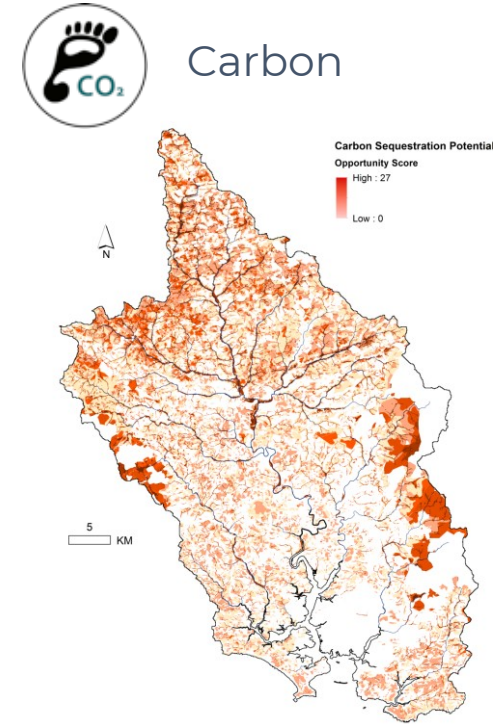 CO₂
Carbon
Carbon Sequestration Potential
Opportunity Score
High : 27
Low : 0
N
5
KM